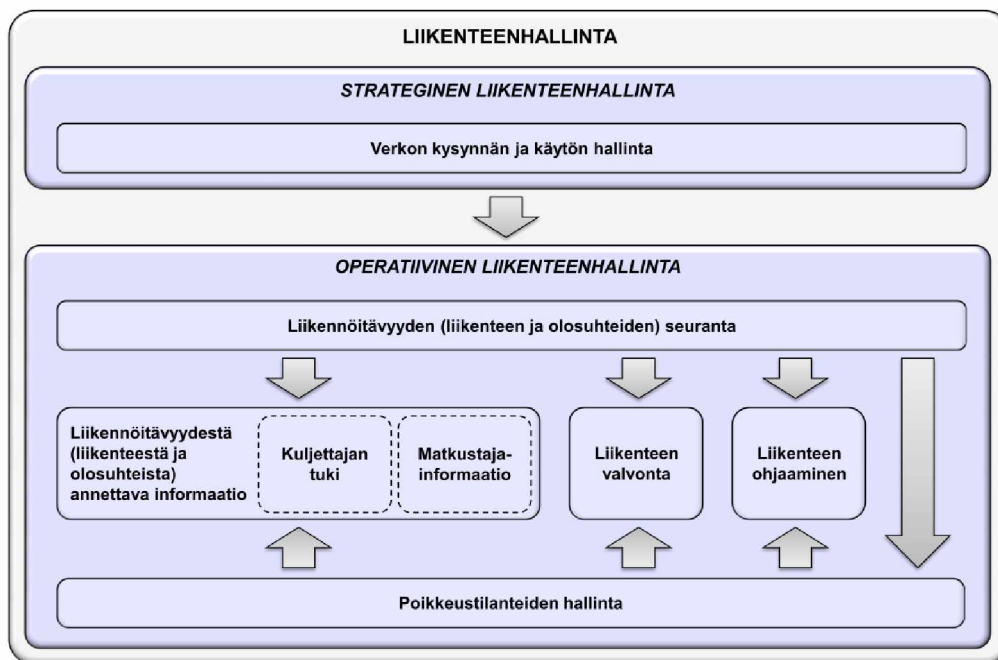 LIIKENTEENHALLINTA
STRATEGINEN LIIKENTEENHALLINTA
Verkon kysynnän ja käytön hallinta
OPERATIIVINEN LIIKENTEENHALLINTA
Liikennöitävyyden (liikenteen ja olosuhteiden) seuranta
Liikennöitävyydestä
(liikenteestä ja
olosuhteista)
annettava informaatio
Kuljettajan
tuki
Matkustaja-
informaatio
Liikenteen
valvonta
Liikenteen
ohjaaminen
Poikkeustilanteiden hallinta